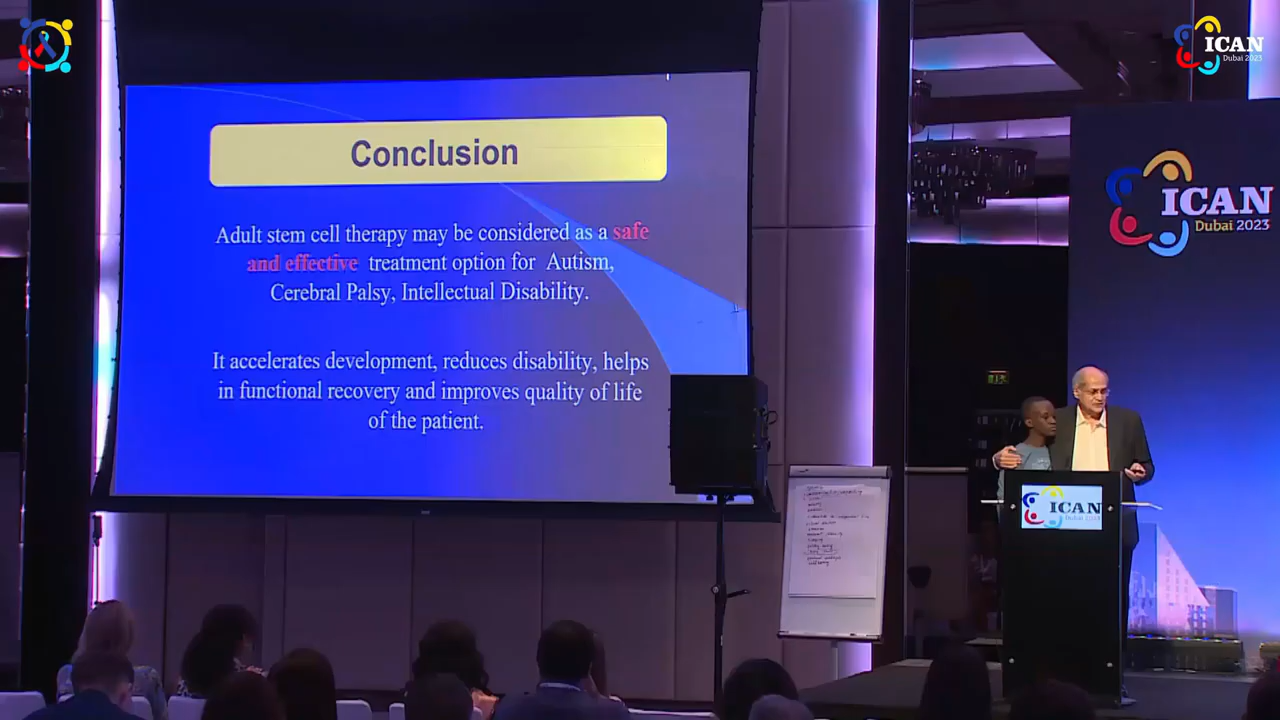 ICAN
Dubai 2023
Conclusion
Adult stem cell therapy may be considered as a safe
and effective treatment option for Autism,
Cerebral Palsy, Intellectual Disability.
It accelerates development, reduces disability, helps
in functional recovery and improves quality of life
of the patient.
ICAN
Dubai 2023
ICAN
Dubai 2023